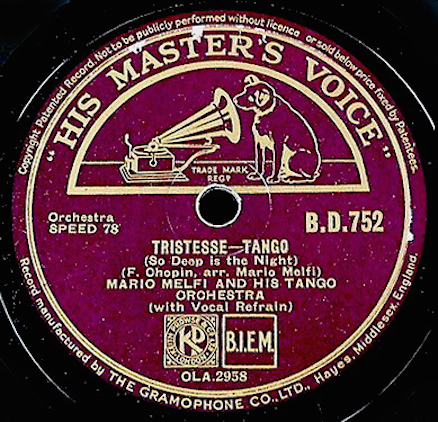 Copyright Patented Record. Not to be publicly performed without licence or sold below price fixed by Patentees.
"HIS MASTER'S VOICE"
TRADE MARK
REGD
Orchestra
SPEED 78
B.D.752
TRISTESSE—TANGO
(So Deep is the Night)
(F. Chopin, arr. Mario Melfi)
MARIO MELFI AND HIS TANGO
ORCHESTRA
(with Vocal Refrain)
KP
B.I.E.M.
OLA.2958
Record manufactured by THE GRAMOPHONE CO., LTD., Hayes, Middlesex, England.